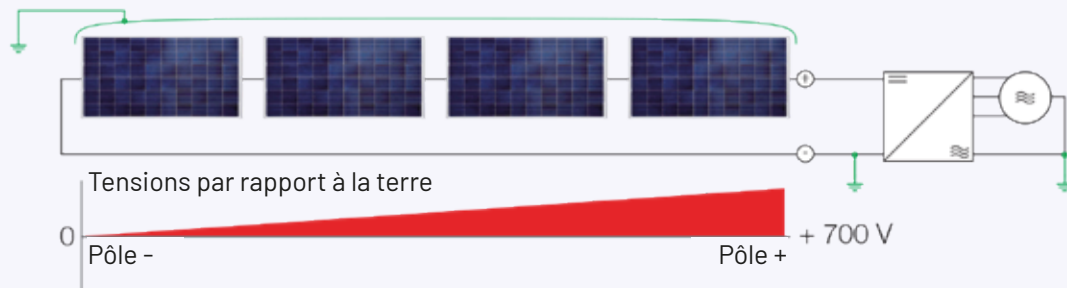 +
-
Tensions par rapport à la terre
0
+ 700 V
Pôle -
Pôle +